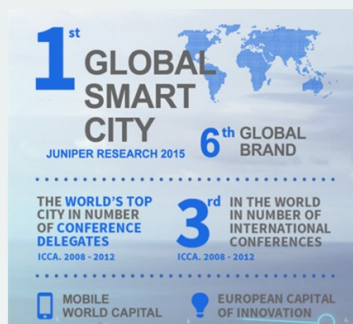 1st GLOBAL
SMART
CITY
JUNIPER RESEARCH 2015
6th GLOBAL
BRAND
THE WORLD'S TOP
CITY IN NUMBER
OF CONFERENCE
DELEGATES
ICCA. 2008 - 2012
3rd IN THE WORLD
IN NUMBER OF
INTERNATIONAL
CONFERENCES
ICCA. 2008 - 2012
MOBILE
WORLD CAPITAL
EUROPEAN CAPITAL
OF INNOVATION